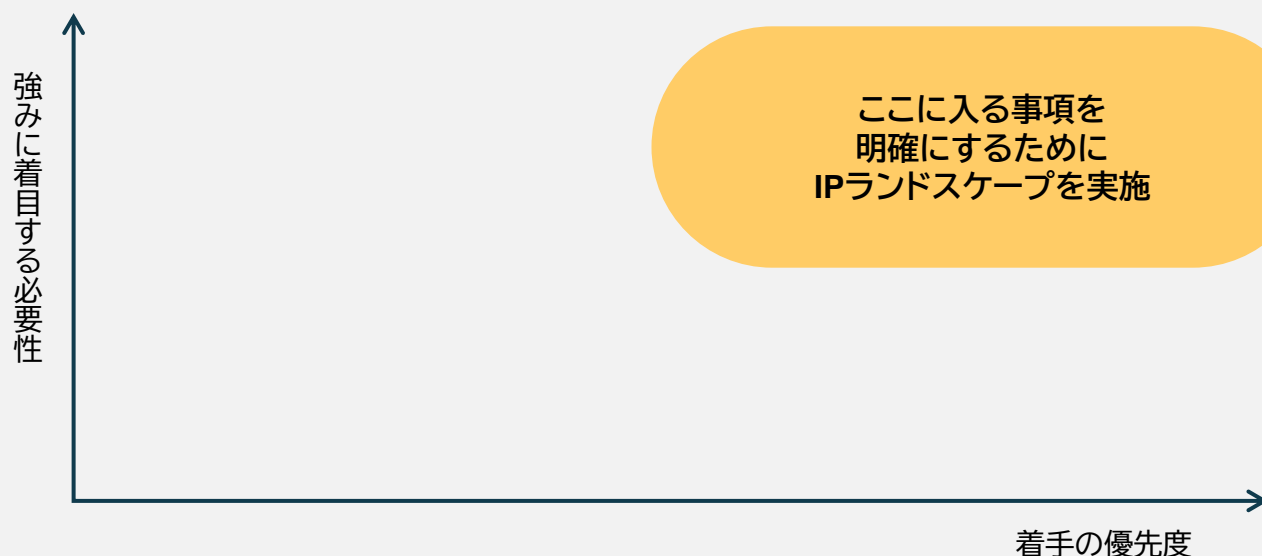 強みに着目する必要性
ここに入る事項を
明確にするために
IPランドスケープを実施
着手の優先度